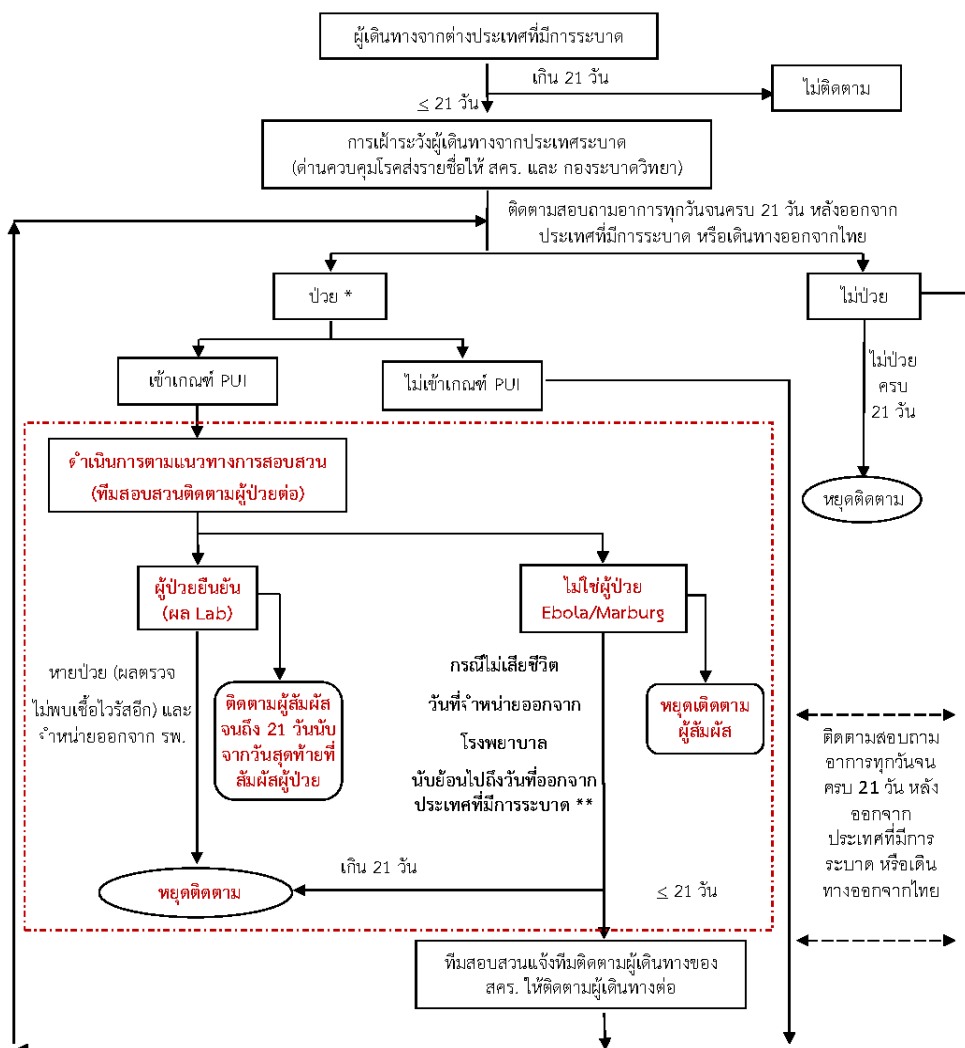 ผู้เดินทางจากต่างประเทศที่มีการระบาด
เกิน 21 วัน
ไม่ติดตาม
≤ 21 วัน
การเฝ้าระวังผู้เดินทางจากประเทศระบาด
(ด่านควบคุมโรคส่งรายชื่อให้ สคร. และ กองระบาดวิทยา)
ติดตามสอบถามอาการทุกวันจนครบ 21 วัน หลังออกจาก
ประเทศที่มีการระบาด หรือเดินทางออกจากไทย
ป่วย *
ไม่ป่วย
เข้าเกณฑ์ PUI
ไม่เข้าเกณฑ์ PUI
ไม่ป่วย
ครบ
21 วัน
หยุดติดตาม
ดำเนินการตามแนวทางการสอบสวน
(ทีมสอบสวนติดตามผู้ป่วยต่อ)
ผู้ป่วยยืนยัน
(ผล Lab)
ไม่ใช่ผู้ป่วย
Ebola/Marburg
หายป่วย (ผลตรวจ
ไม่พบเชื้อไวรัสอีก) และ
จำหน่ายออกจาก รพ.
ติดตามผู้สัมผัส
จนถึง 21 วันนับ
จากวันสุดท้ายที่
สัมผัสผู้ป่วย
กรณีไม่เสียชีวิต
วันที่จำหน่ายออกจาก
โรงพยาบาล
นับย้อนไปถึงวันที่ออกจาก
ประเทศที่มีการระบาด **
หยุดเติดตาม
ผู้สัมผัส
ติดตามสอบถาม
อาการทุกวันจน
ครบ 21 วัน หลัง
ออกจาก
ประเทศที่มีการ
ระบาด หรือเดิน
ทางออกจากไทย
เกิน 21 วัน
หยุดติดตาม
≤ 21 วัน
ทีมสอบสวนแจ้งทีมติดตามผู้เดินทางของ
สคร. ให้ติดตามผู้เดินทางต่อ